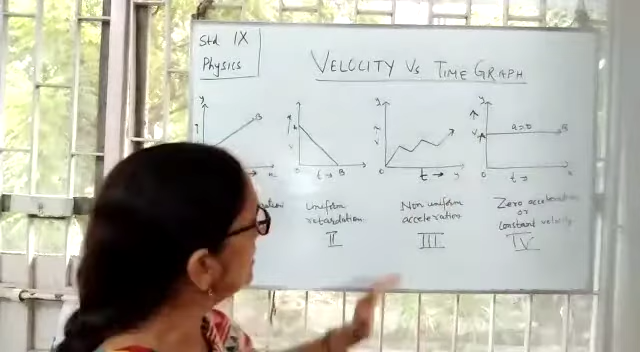 Std IX
Physics
VELOCITY VS TIME GRAPH
y
B
x
v
t→
B
Uniform
retardation
II
y
v
o
t→
x
Non uniform
acceleration
III
y
v
A
a=0
B
o
t→
x
Zero acceleration
or
constant velocity
IV